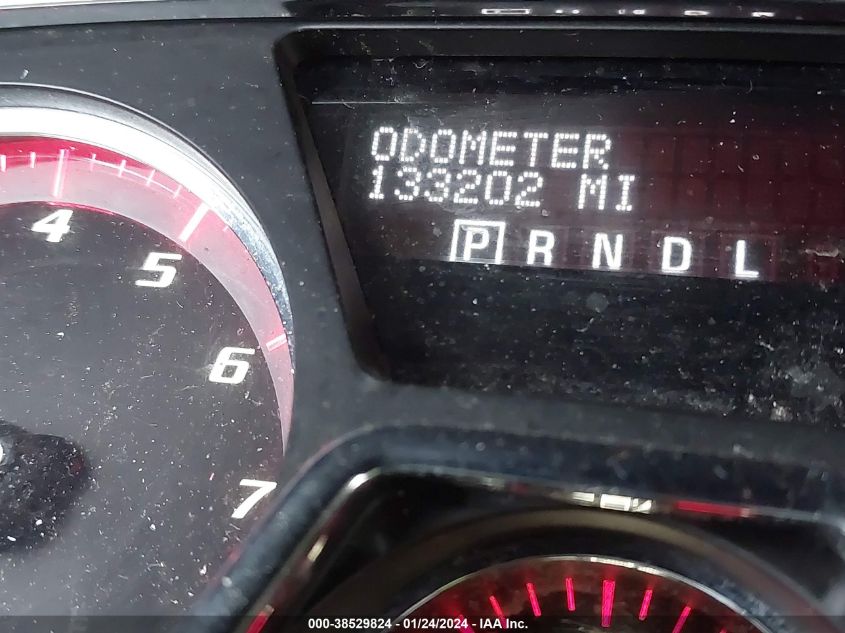 ODOMETER
133202 MI
P R N D L
4
5
6
7
000-38529824 - 01/24/2024 - IAA Inc.